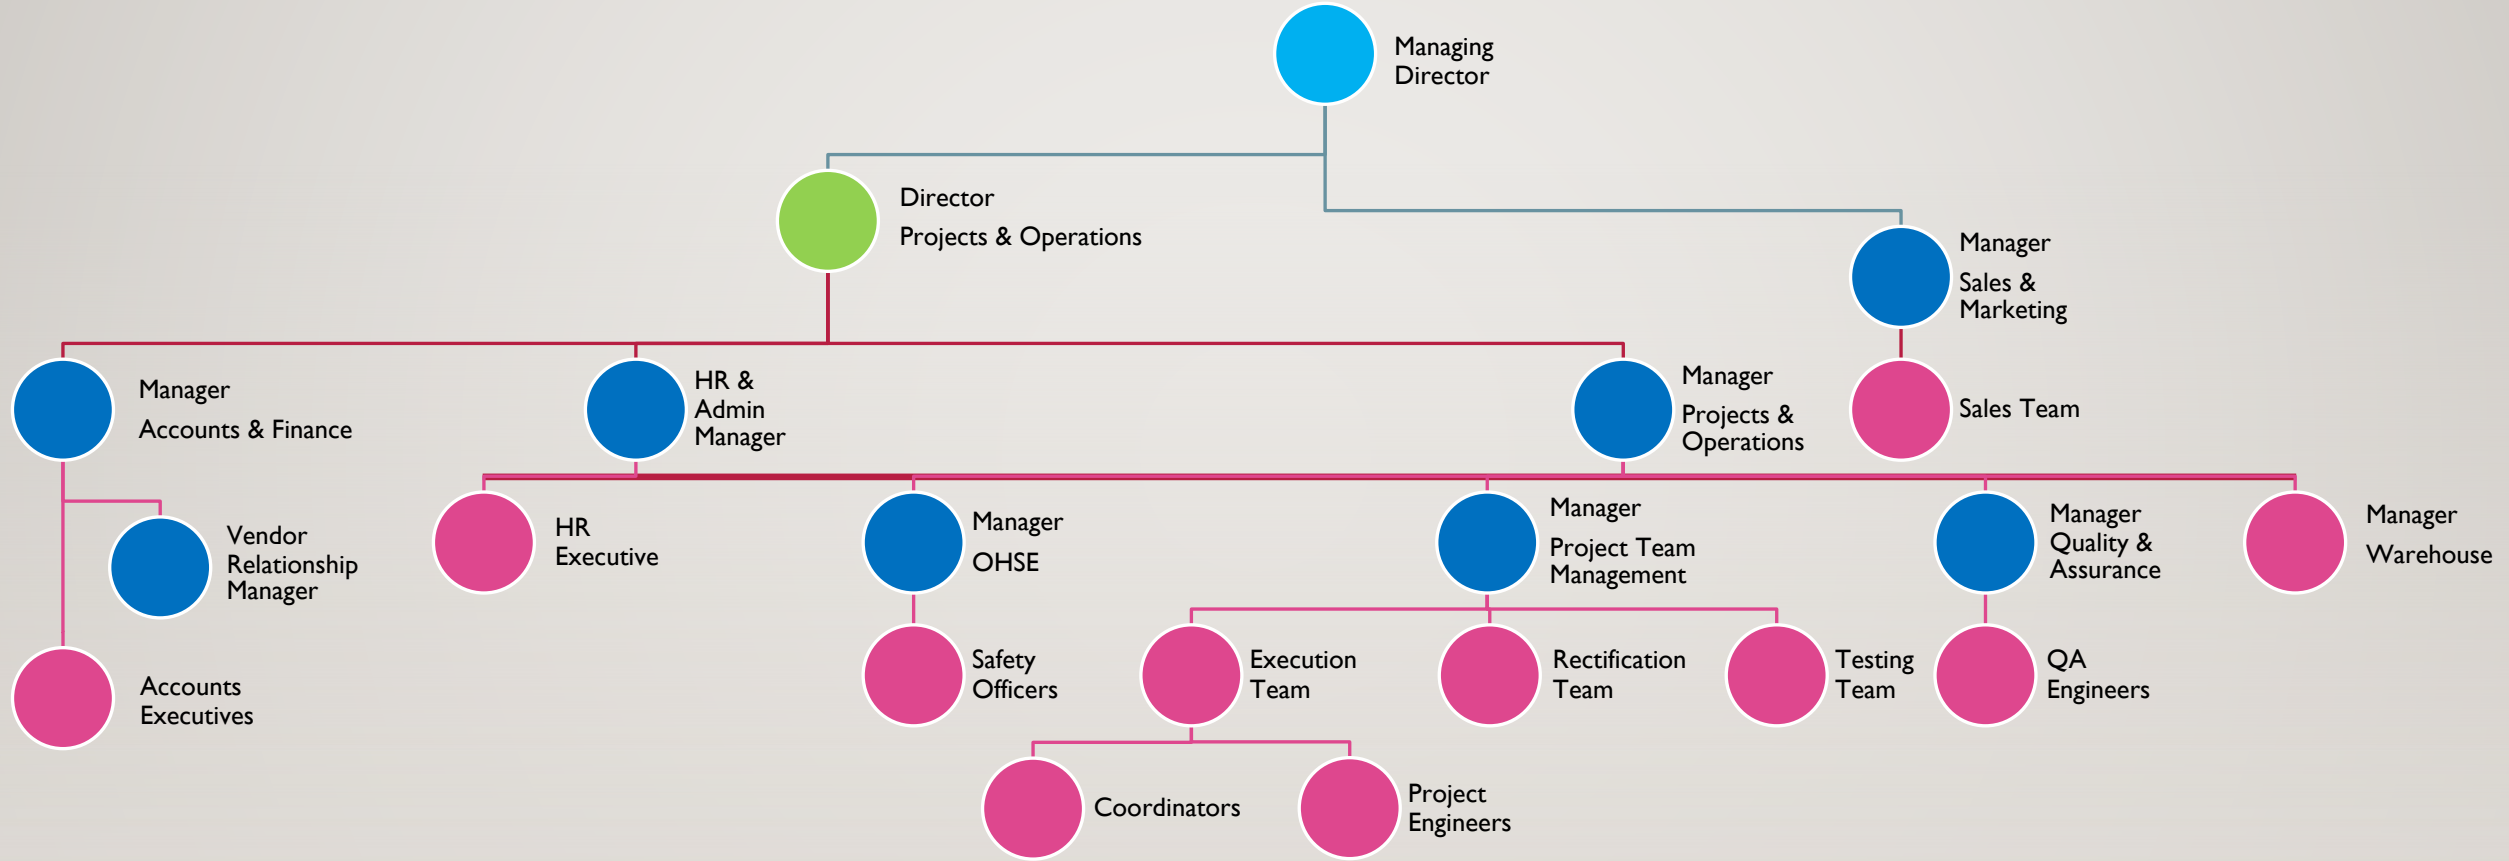 Managing
Director
Director
Projects & Operations
Manager
Sales &
Marketing
Manager
Accounts & Finance
HR &
Admin
Manager
Manager
Projects &
Operations
Sales Team
Vendor
Relationship
Manager
HR
Executive
Manager
OHSE
Manager
Project Team
Management
Manager
Quality &
Assurance
Manager
Warehouse
Accounts
Executives
Safety
Officers
Execution
Team
Rectification
Team
Testing
Team
QA
Engineers
Coordinators
Project
Engineers